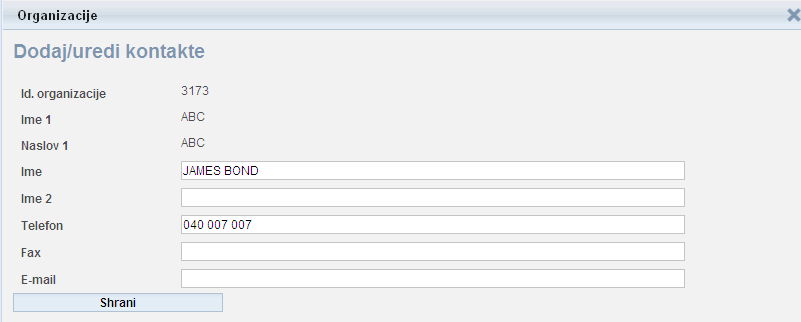 Organizacije
Dodaj/uredi kontakte
Id. organizacije 3173
Ime 1 ABC
Naslov 1 ABC
Ime JAMES BOND
Ime 2
Telefon 040 007 007
Fax
E-mail
Shrani